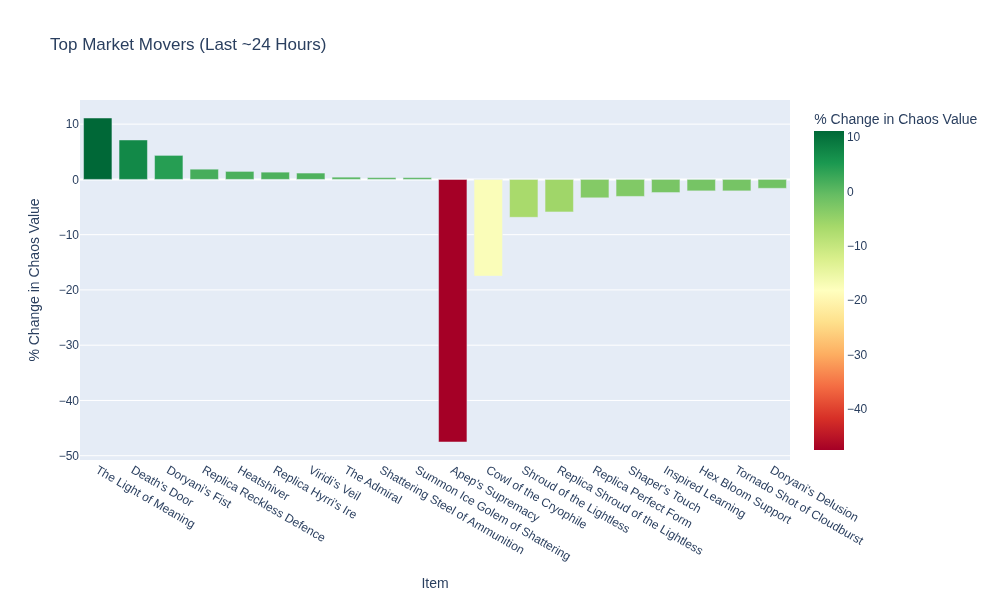 Top Market Movers (Last ~24 Hours)
% Change in Chaos Value
10
0
−10
−20
−30
−40
−50
% Change in Chaos Value
10
0
−10
−20
−30
−40
The Light of Meaning
Death's Door
Doryani's Fist
Replica Reckless Defence
Heatshiver
Replica Hyrri's Ire
Viridi's Veil
The Admiral
Shattering Steel of Ammunition
Summon Ice Golem of Shattering
Apep's Supremacy
Cowl of the Cryophile
Shroud of the Lightless
Replica Shroud of the Lightless
Replica Perfect Form
Shaper's Touch
Inspired Learning
Hex Bloom Support
Tornado Shot of Cloudburst
Doryani's Delusion
Item